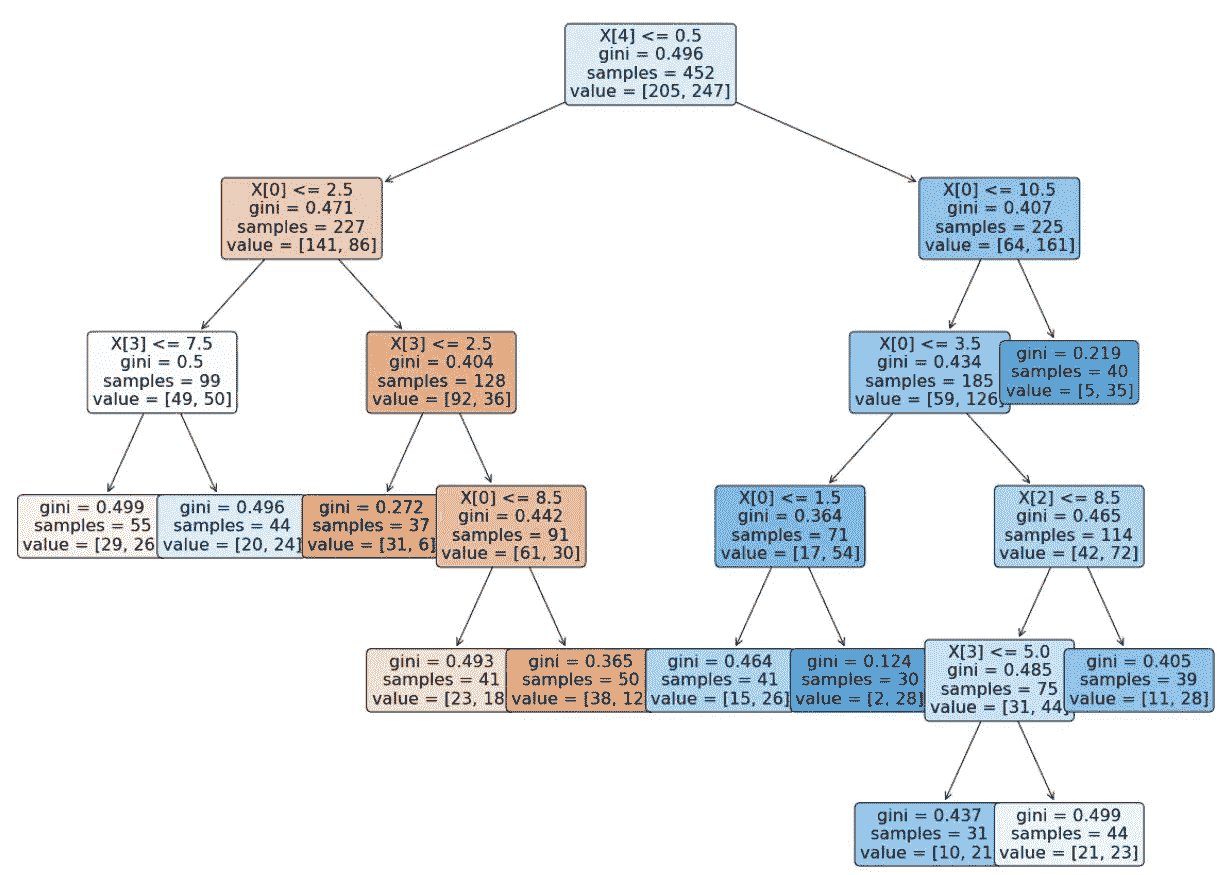 X[4] <= 0.5
gini = 0.496
samples = 452
value = [205, 247]
X[0] <= 2.5
gini = 0.471
samples = 227
value = [141, 86]
X[0] <= 10.5
gini = 0.407
samples = 225
value = [64, 161]
X[3] <= 7.5
gini = 0.5
samples = 99
value = [49, 50]
X[3] <= 2.5
gini = 0.404
samples = 128
value = [92, 36]
X[0] <= 3.5
gini = 0.434
samples = 185
value = [59, 126]
gini = 0.219
samples = 40
value = [5, 35]
gini = 0.499
samples = 55
value = [29, 26
gini = 0.496
samples = 44
value = [20, 24]
gini = 0.272
samples = 37
value = [31, 6]
X[0] <= 8.5
gini = 0.442
samples = 91
value = [61, 30]
X[0] <= 1.5
gini = 0.364
samples = 71
value = [17, 54]
X[2] <= 8.5
gini = 0.465
samples = 114
value = [42, 72]
gini = 0.493
samples = 41
value = [23, 18
gini = 0.365
samples = 50
value = [38, 12
gini = 0.464
samples = 41
value = [15, 26]
gini = 0.124
samples = 30
value = [2, 28]
X[3] <= 5.0
gini = 0.485
samples = 75
value = [31, 44]
gini = 0.405
samples = 39
value = [11, 28]
gini = 0.437
samples = 31
value = [10, 21
gini = 0.499
samples = 44
value = [21, 23]